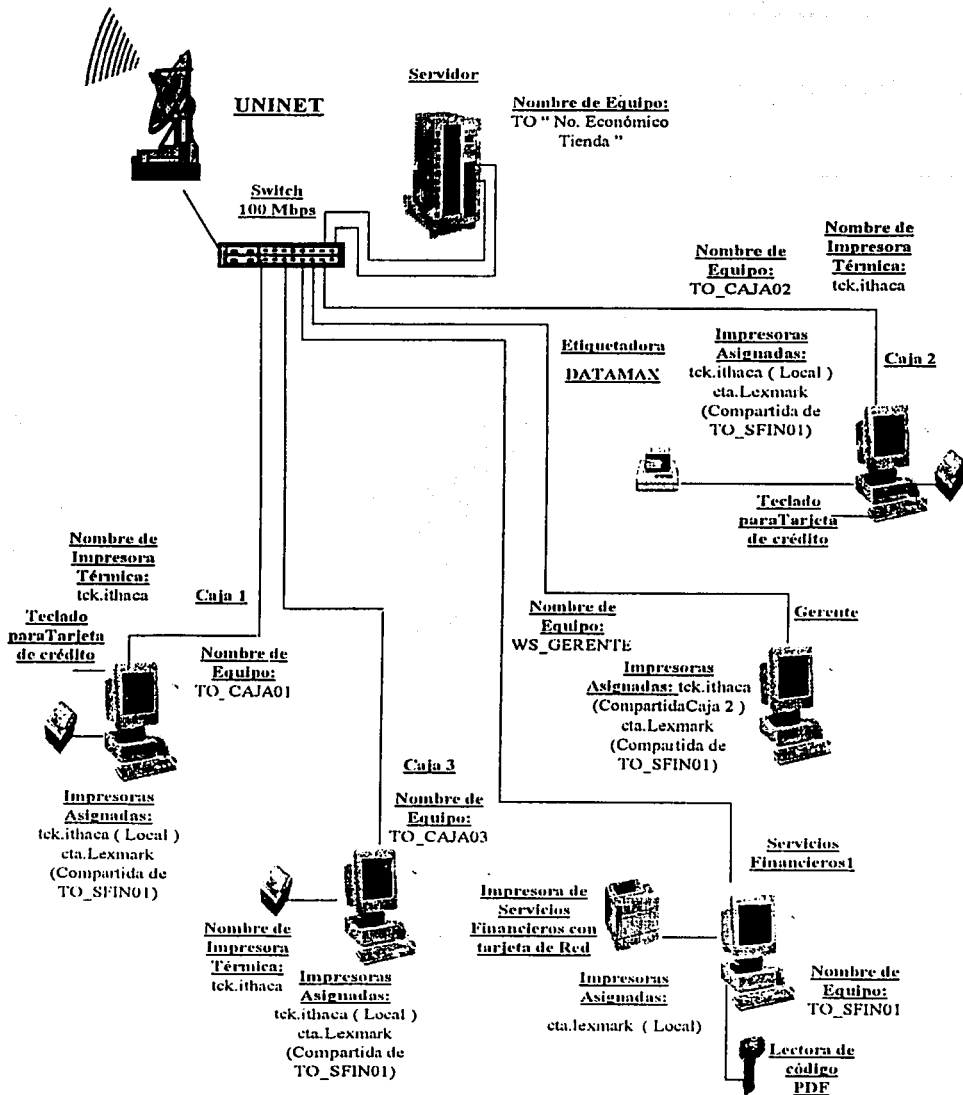 Servidor
UNINET
Nombre de Equipo:
TO " No. Económico
Tienda "
Switch
100 Mbps
Nombre de
Equipo:
TO_CAJA02
Nombre de
Impresora
Térmica:
tck.ithaca
Etiquetadora
DATAMAX
Impresoras
Asignadas:
tck.ithaca ( Local )
cta.Lexmark
(Compartida de
TO_SFIN01)
Caja 2
Teclado
paraTarjeta
de crédito
Nombre de
Impresora
Térmica:
tck.ithaca
Caja 1
Teclado
paraTarjeta
de crédito
Nombre de
Equipo:
TO_CAJA01
Impresoras
Asignadas:
tck.ithaca ( Local )
cta.Lexmark
(Compartida de
TO_SFIN01)
Nombre de
Equipo:
WS_GERENTE
Gerente
Impresoras
Asignadas: tck.ithaca
(CompartidaCaja 2 )
cta.Lexmark
(Compartida de
TO_SFIN01)
Caja 3
Nombre de
Equipo:
TO_CAJA03
Nombre de
Impresora
Térmica:
tck.ithaca
Impresoras
Asignadas:
tck.ithaca ( Local )
cta.Lexmark
(Compartida de
TO_SFIN01)
Servicios
Financieros1
Impresora de
Servicios
Financieros con
tarjeta de Red
Impresoras
Asignadas:
cta.lexmark ( Local)
Nombre de
Equipo:
TO_SFIN01
Lectora de
código
PDF